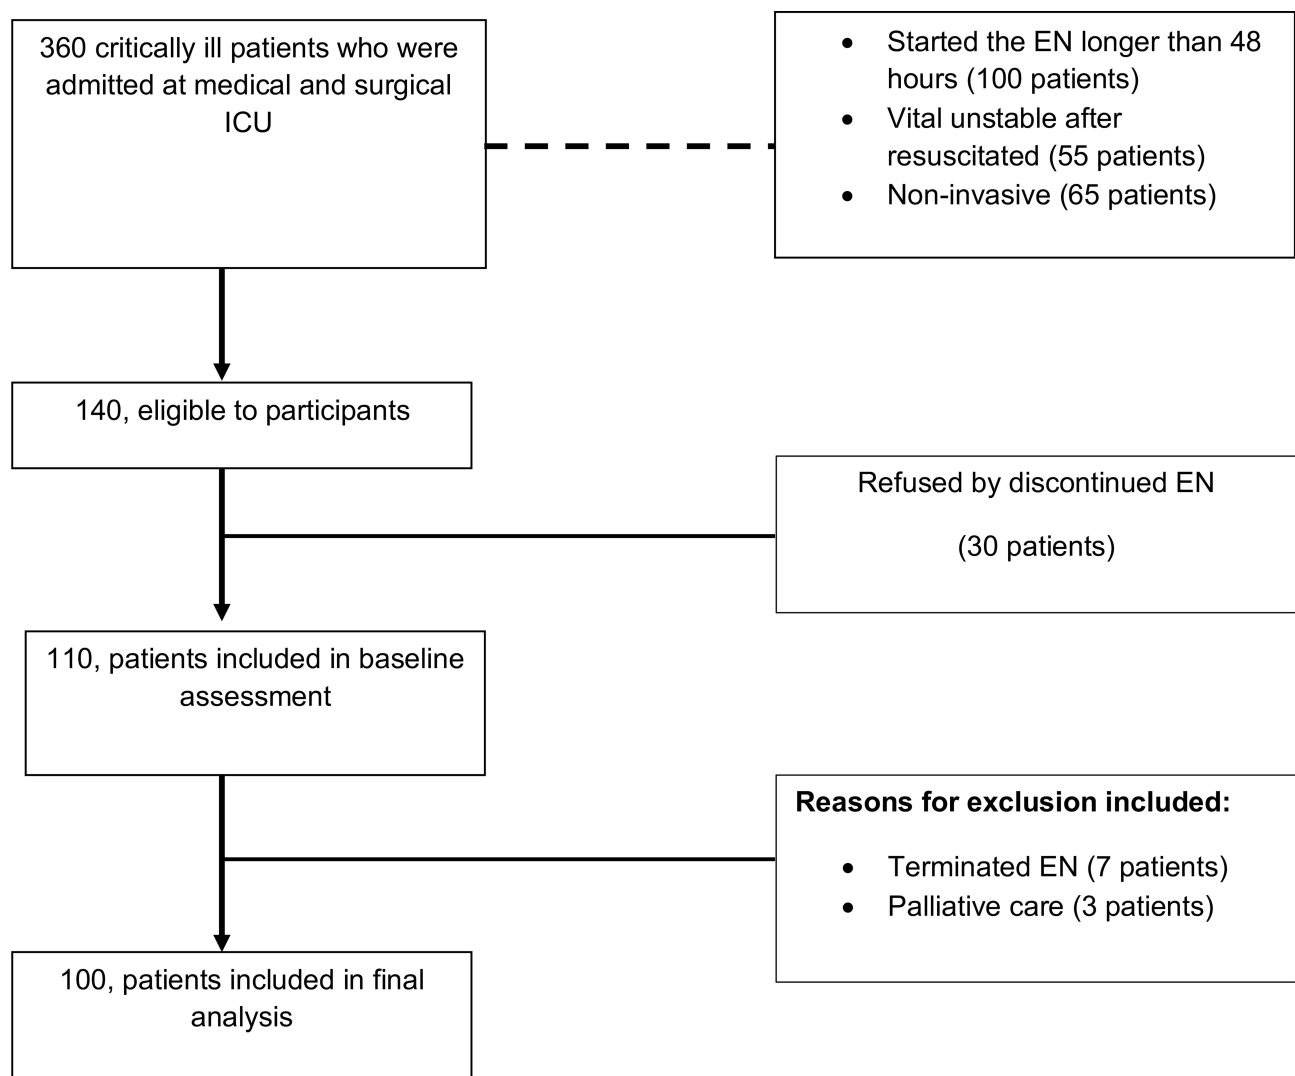 360 critically ill patients who were
admitted at medical and surgical
ICU
• Started the EN longer than 48
hours (100 patients)
• Vital unstable after
resuscitated (55 patients)
• Non-invasive (65 patients)
140, eligible to participants
Refused by discontinued EN
(30 patients)
110, patients included in baseline
assessment
Reasons for exclusion included:
• Terminated EN (7 patients)
• Palliative care (3 patients)
100, patients included in final
analysis